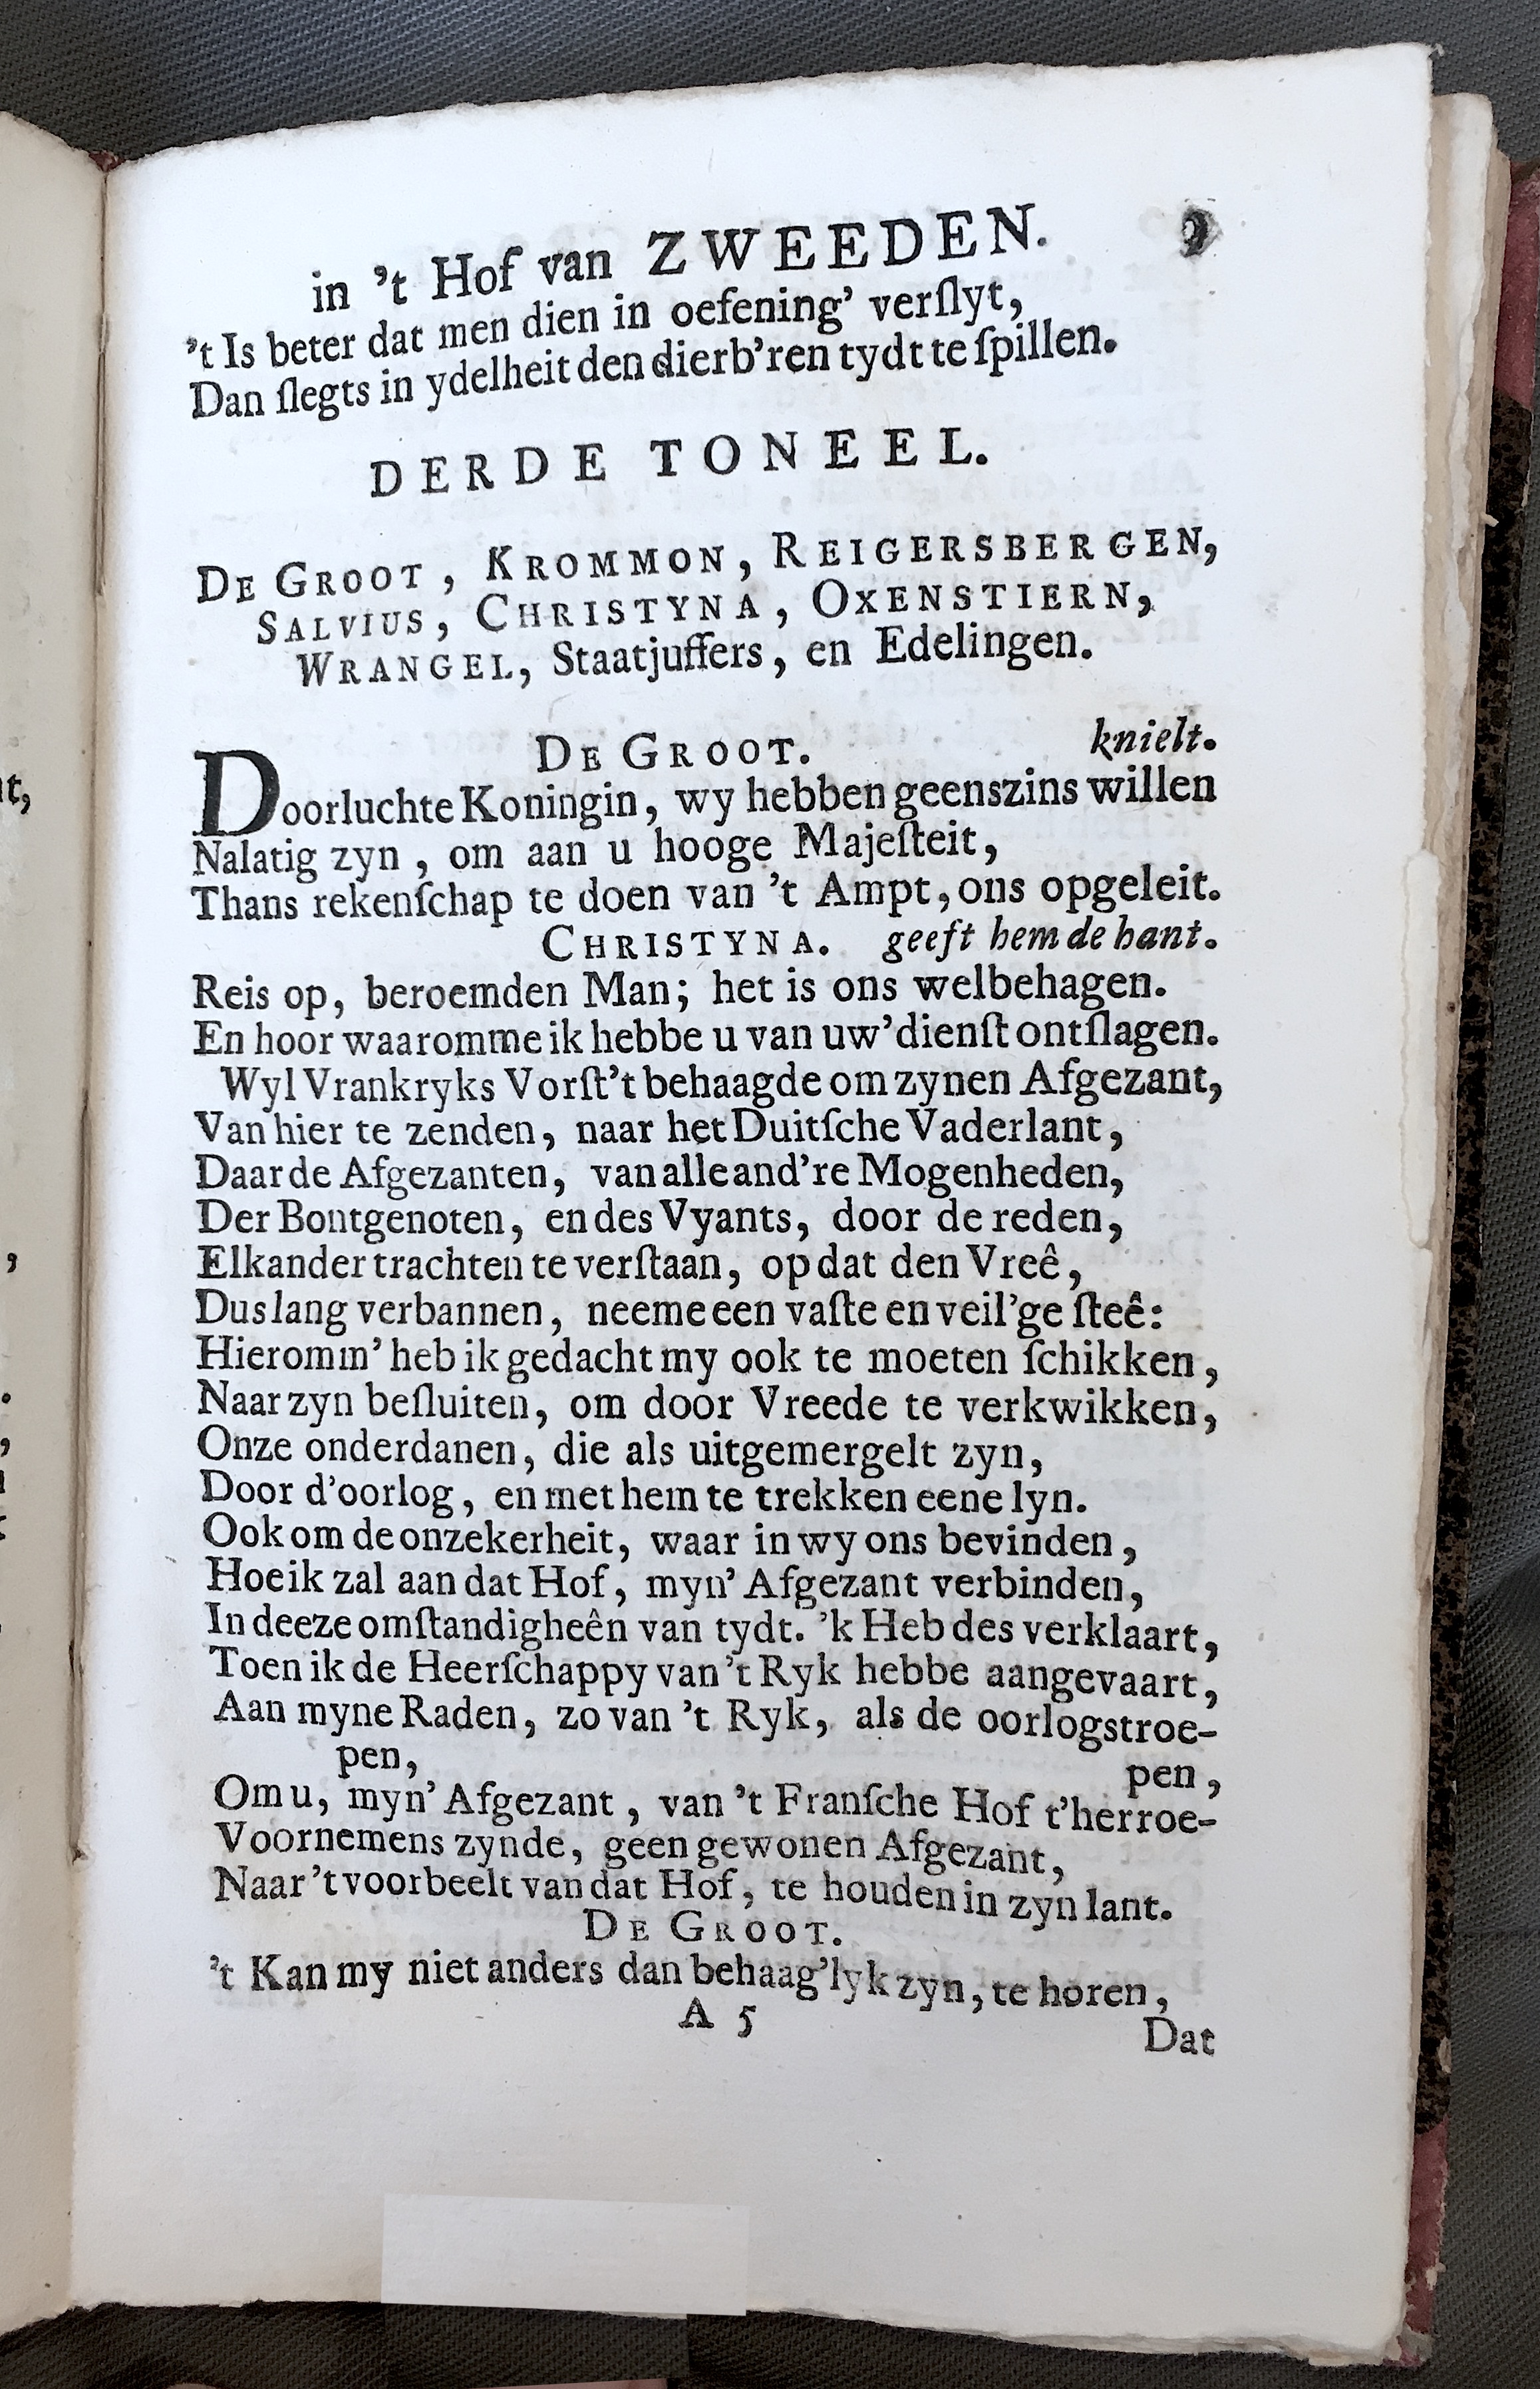 in 't Hof van ZWEEDEN. 9
't Is beter dat men dien in oefening' verſlyt,
Dan ſlegts in ydelheit den dierb'ren tydt te ſpillen.
DERDE TONEEL.
DE GROOT, KROMMON, REIGERSBERGEN,
SALVIUS, CHRISTYNA, OXENSTIERN,
WRANGEL, Staatjuffers, en Edelingen.
DE GROOT. knielt.
Doorluchte Koningin, wy hebben geenszins willen
Nalatig zyn, om aan u hooge Majeſteit,
Thans rekenſchap te doen van 't Ampt, ons opgeleit.
CHRISTYNA. geeft hem de hant.
Reis op, beroemden Man; het is ons welbehagen.
En hoor waaromme ik hebbe u van uw' dienſt ontſlagen.
Wyl Vrankryks Vorſt 't behaagde om zynen Afgezant,
Van hier te zenden, naar het Duitſche Vaderlant,
Daar de Afgezanten, van alle and're Mogenheden,
Der Bontgenoten, en des Vyants, door de reden,
Elkander trachten te verſtaan, op dat den Vreê,
Dus lang verbannen, neeme een vaſte en veil'ge ſteê:
Hieromm' heb ik gedacht my ook te moeten ſchikken,
Naar zyn beſluiten, om door Vreede te verkwikken,
Onze onderdanen, die als uitgemergelt zyn,
Door d'oorlog, en met hem te trekken eene lyn.
Ook om de onzekerheit, waar in wy ons bevinden,
Hoe ik zal aan dat Hof, myn' Afgezant verbinden,
In deeze omſtandigheên van tydt. 'k Heb des verklaart,
Toen ik de Heerſchappy van 't Ryk hebbe aangevaart,
Aan myne Raden, zo van 't Ryk, als de oorlogstroe-
pen, pen,
Om u, myn' Afgezant, van 't Franſche Hof t'herroe-
Voornemens zynde, geen gewonen Afgezant,
Naar 't voorbeelt van dat Hof, te houden in zyn lant.
DE GROOT.
't Kan my niet anders dan behaag'lyk zyn, te horen,
A 5
Dat